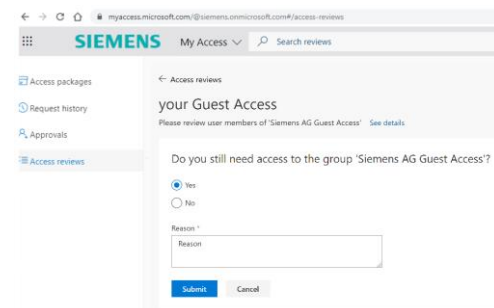 myaccess.microsoft.com/@siemens.onmicrosoft.com#/access-reviews
SIEMENS My Access Search reviews
Access packages
Request history
Approvals
Access reviews
← Access reviews
your Guest Access
Please review user members of 'Siemens AG Guest Access' See details
Do you still need access to the group 'Siemens AG Guest Access'?
Yes
No
Reason *
Reason
Submit Cancel